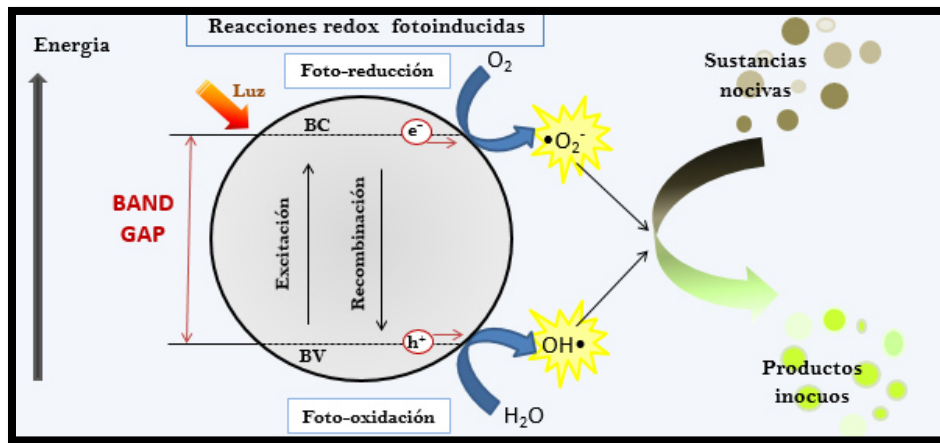 Reacciones redox fotoinducidas
Energia
Foto-reducción
O₂
Sustancias
nocivas
Luz
BC
e⁻
•O₂⁻
BAND
GAP
Excitación
Recombinación
h⁺
BV
OH•
Foto-oxidación
H₂O
Productos
inocuos